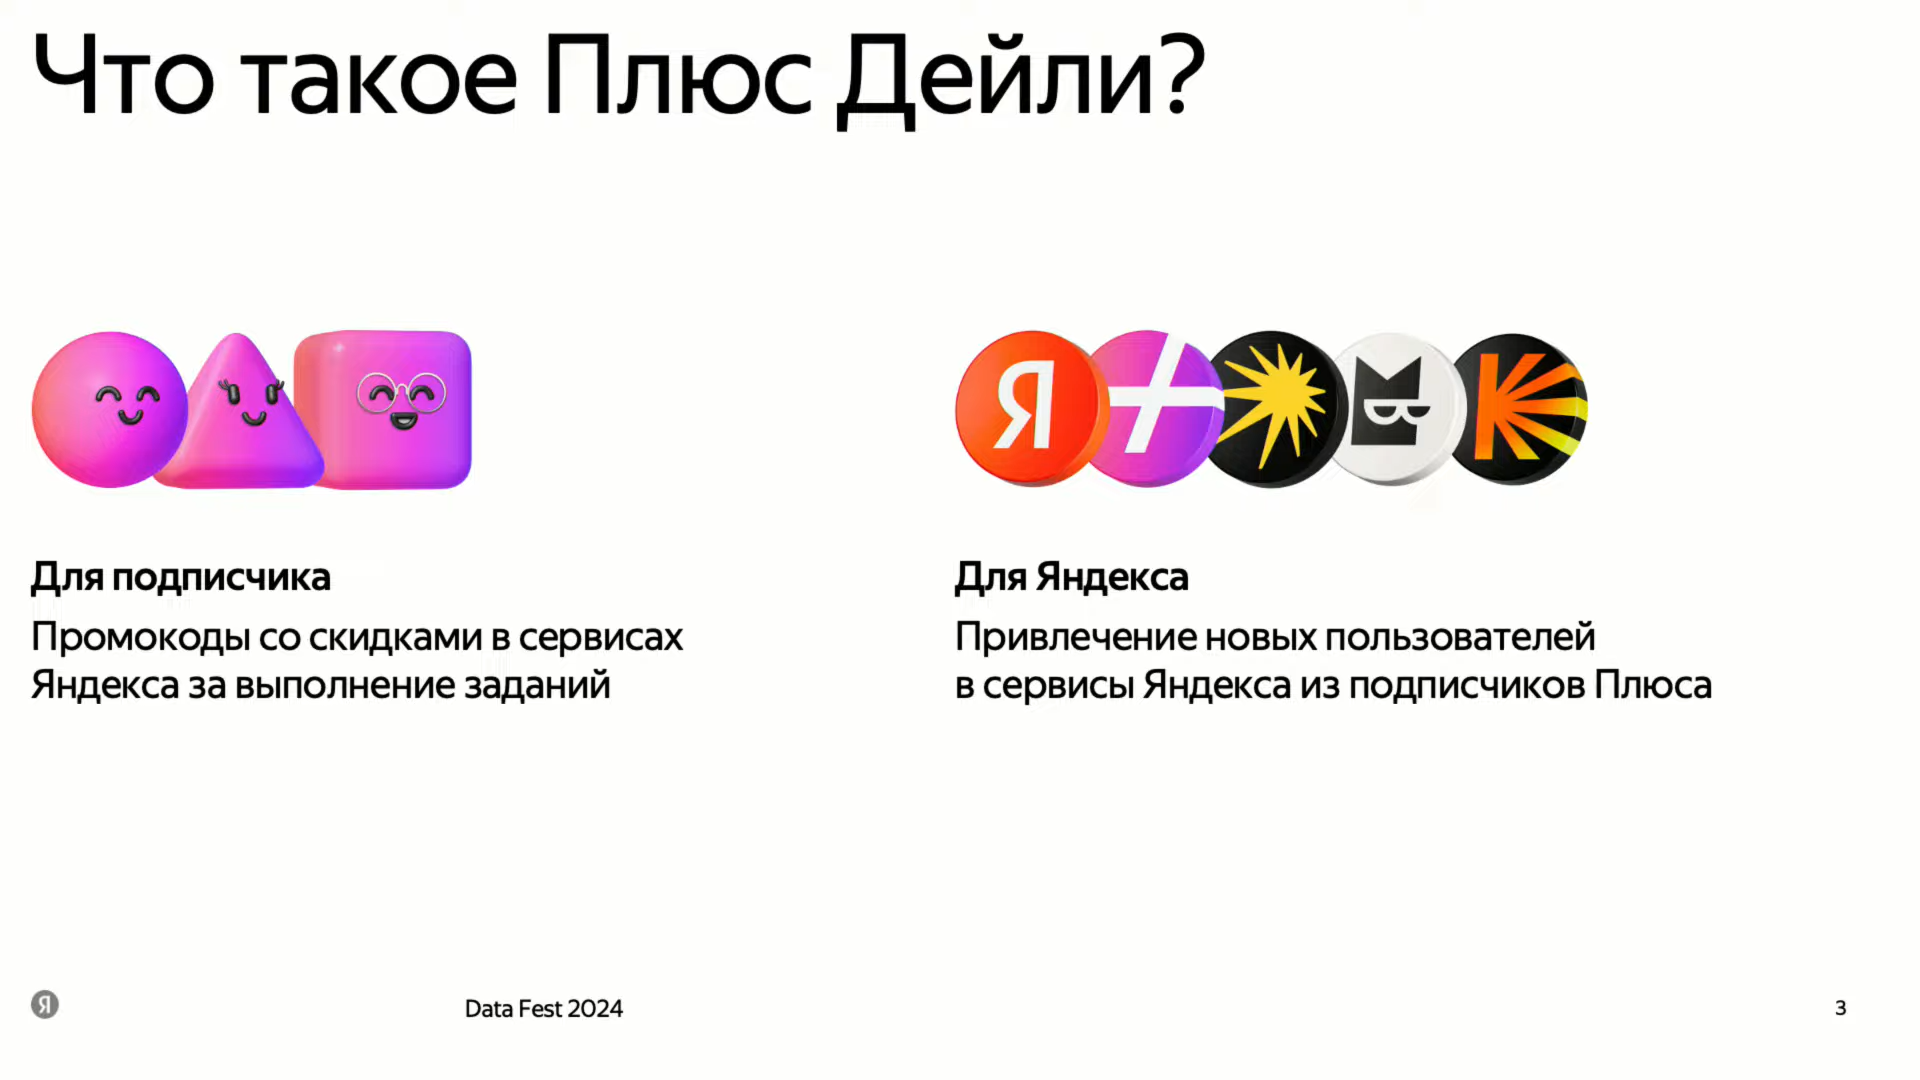 Что такое Плюс Дейли?
Для подписчика
Промокоды со скидками в сервисах
Яндекса за выполнение заданий
Для Яндекса
Привлечение новых пользователей
в сервисы Яндекса из подписчиков Плюса
Я
Data Fest 2024
3